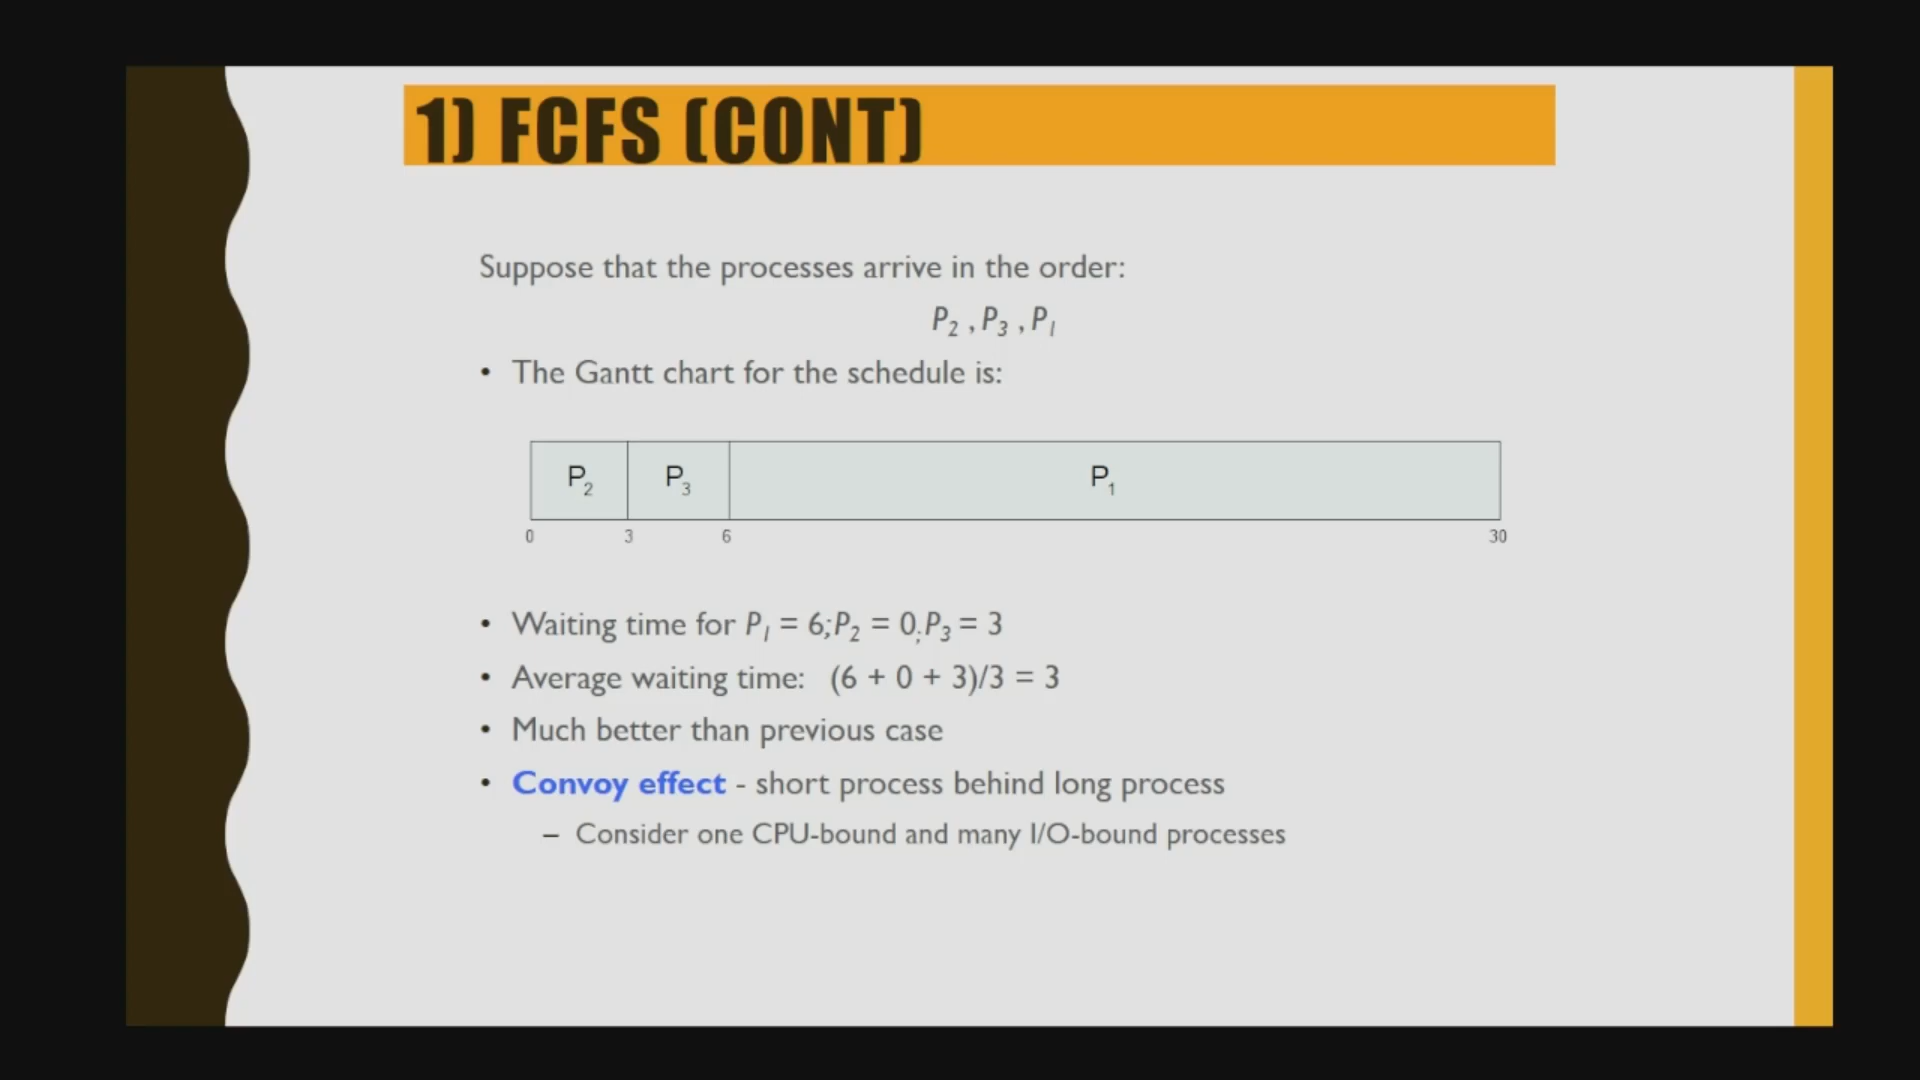 1) FCFS (CONT)
Suppose that the processes arrive in the order:
P2 , P3 , P1
• The Gantt chart for the schedule is:
P2 P3 P1
0 3 6 30
• Waiting time for P1 = 6; P2 = 0; P3 = 3
• Average waiting time: (6 + 0 + 3)/3 = 3
• Much better than previous case
• Convoy effect - short process behind long process
– Consider one CPU-bound and many I/O-bound processes